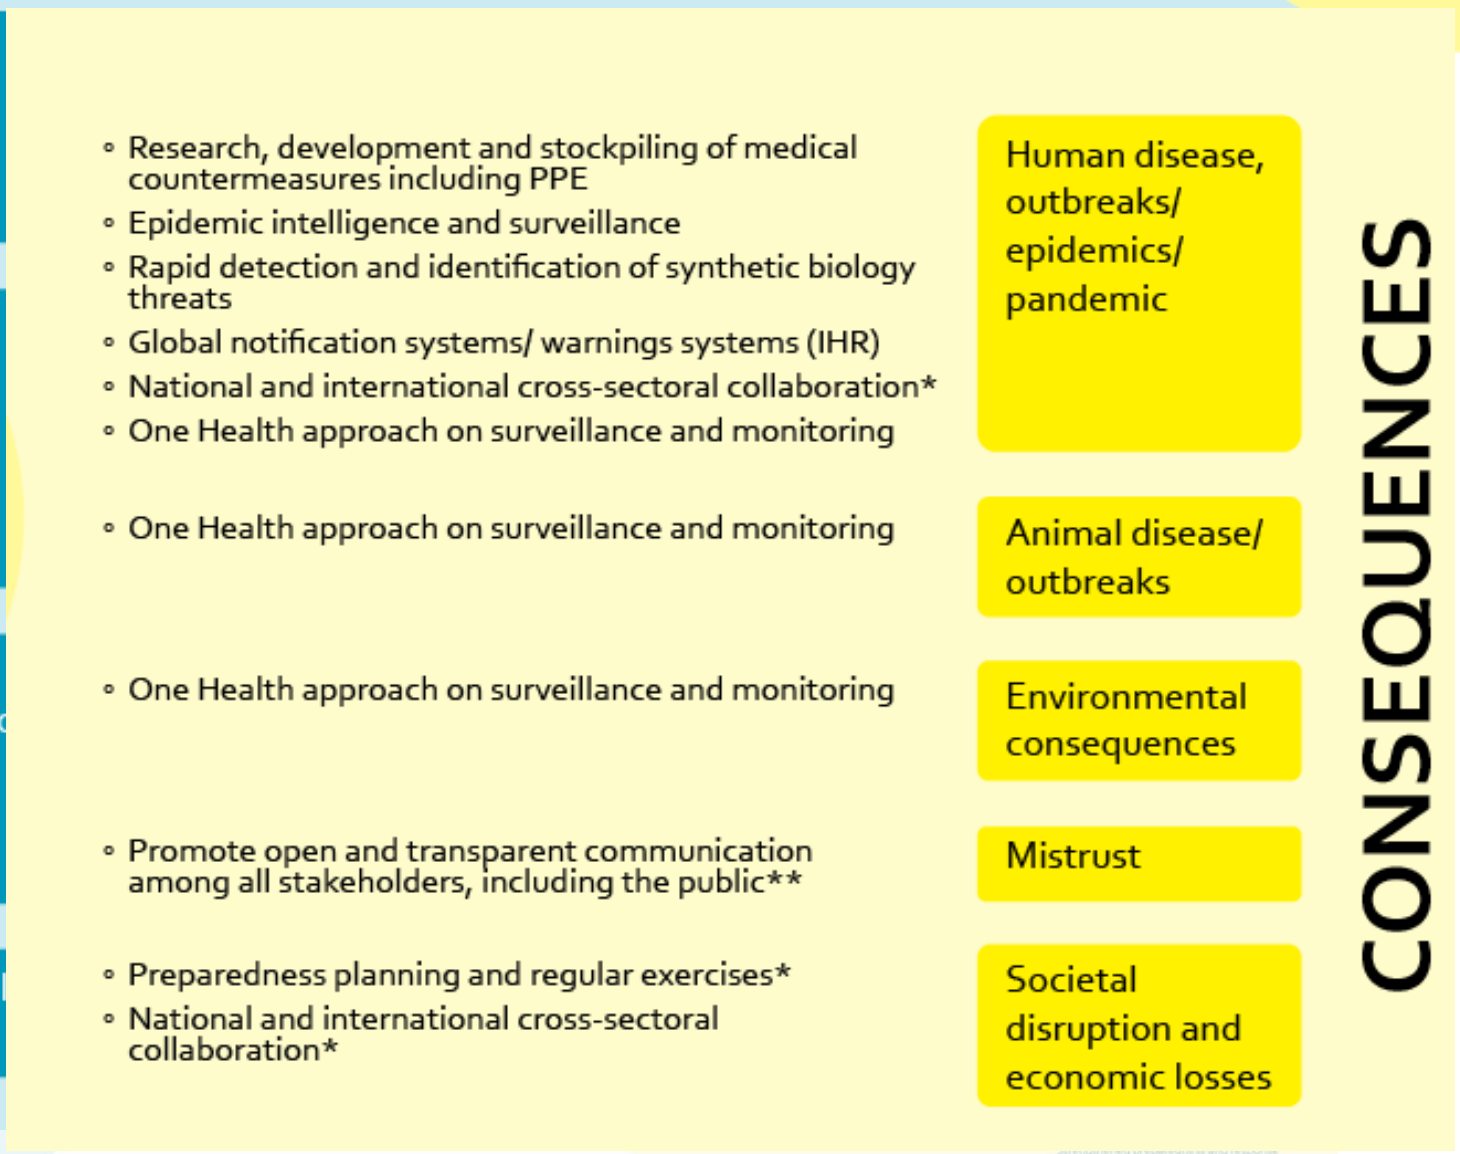 ◦ Research, development and stockpiling of medical
countermeasures including PPE
◦ Epidemic intelligence and surveillance
◦ Rapid detection and identification of synthetic biology
threats
◦ Global notification systems/ warnings systems (IHR)
◦ National and international cross-sectoral collaboration*
◦ One Health approach on surveillance and monitoring
Human disease,
outbreaks/
epidemics/
pandemic
◦ One Health approach on surveillance and monitoring
Animal disease/
outbreaks
◦ One Health approach on surveillance and monitoring
Environmental
consequences
◦ Promote open and transparent communication
among all stakeholders, including the public**
Mistrust
◦ Preparedness planning and regular exercises*
◦ National and international cross-sectoral
collaboration*
Societal
disruption and
economic losses
CONSEQUENCES